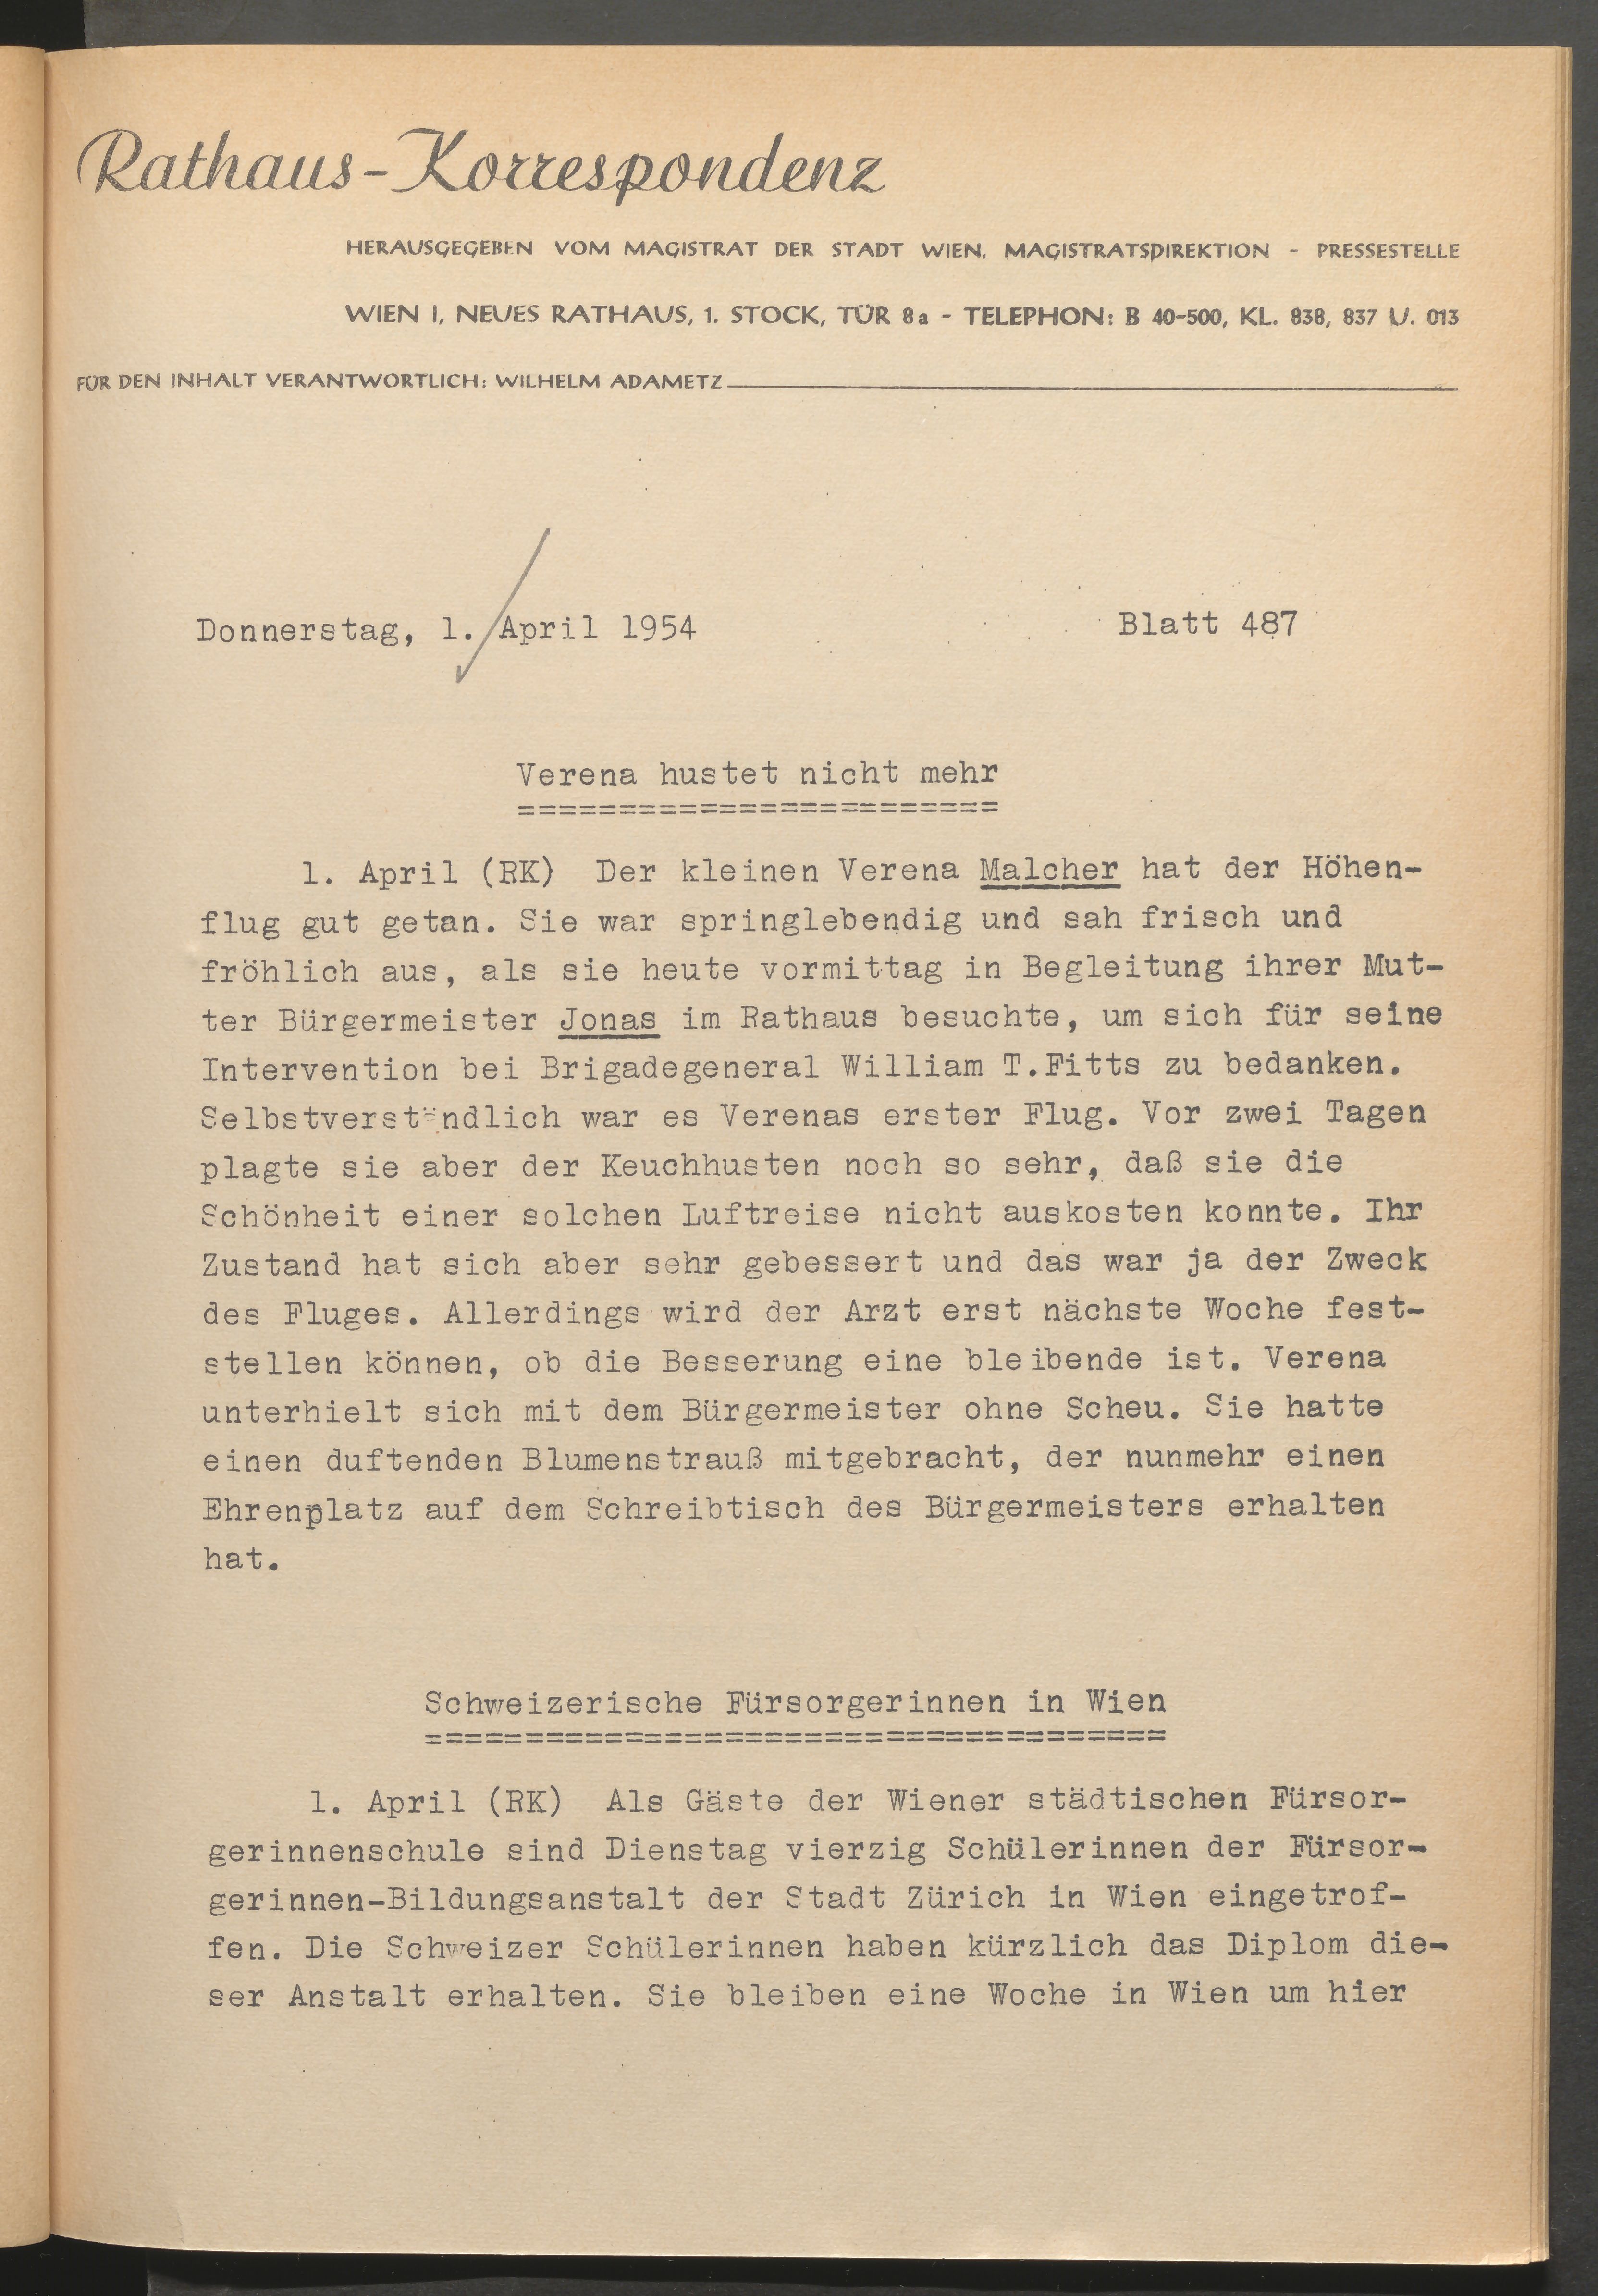 Rathaus-Korrespondenz
HERAUSGEGEBEN VOM MAGISTRAT DER STADT WIEN, MAGISTRATSDIREKTION - PRESSESTELLE
WIEN I, NEUES RATHAUS, 1. STOCK, TÜR 8a - TELEPHON: B 40-500, KL. 838, 837 U. 013
FÜR DEN INHALT VERANTWORTLICH: WILHELM ADAMETZ
Donnerstag, 1. April 1954 Blatt 487
Verena hustet nicht mehr
========================
1. April (RK) Der kleinen Verena Malcher hat der Höhen-
flug gut getan. Sie war springlebendig und sah frisch und
fröhlich aus, als sie heute vormittag in Begleitung ihrer Mut-
ter Bürgermeister Jonas im Rathaus besuchte, um sich für seine
Intervention bei Brigadegeneral William T.Fitts zu bedanken.
Selbstverständlich war es Verenas erster Flug. Vor zwei Tagen
plagte sie aber der Keuchhusten noch so sehr, daß sie die
Schönheit einer solchen Luftreise nicht auskosten konnte. Ihr
Zustand hat sich aber sehr gebessert und das war ja der Zweck
des Fluges. Allerdings wird der Arzt erst nächste Woche fest-
stellen können, ob die Besserung eine bleibende ist. Verena
unterhielt sich mit dem Bürgermeister ohne Scheu. Sie hatte
einen duftenden Blumenstrauß mitgebracht, der nunmehr einen
Ehrenplatz auf dem Schreibtisch des Bürgermeisters erhalten
hat.
Schweizerische Fürsorgerinnen in Wien
=====================================
1. April (RK) Als Gäste der Wiener städtischen Fürsor-
gerinnenschule sind Dienstag vierzig Schülerinnen der Fürsor-
gerinnen-Bildungsanstalt der Stadt Zürich in Wien eingetrof-
fen. Die Schweizer Schülerinnen haben kürzlich das Diplom die-
ser Anstalt erhalten. Sie bleiben eine Woche in Wien um hier